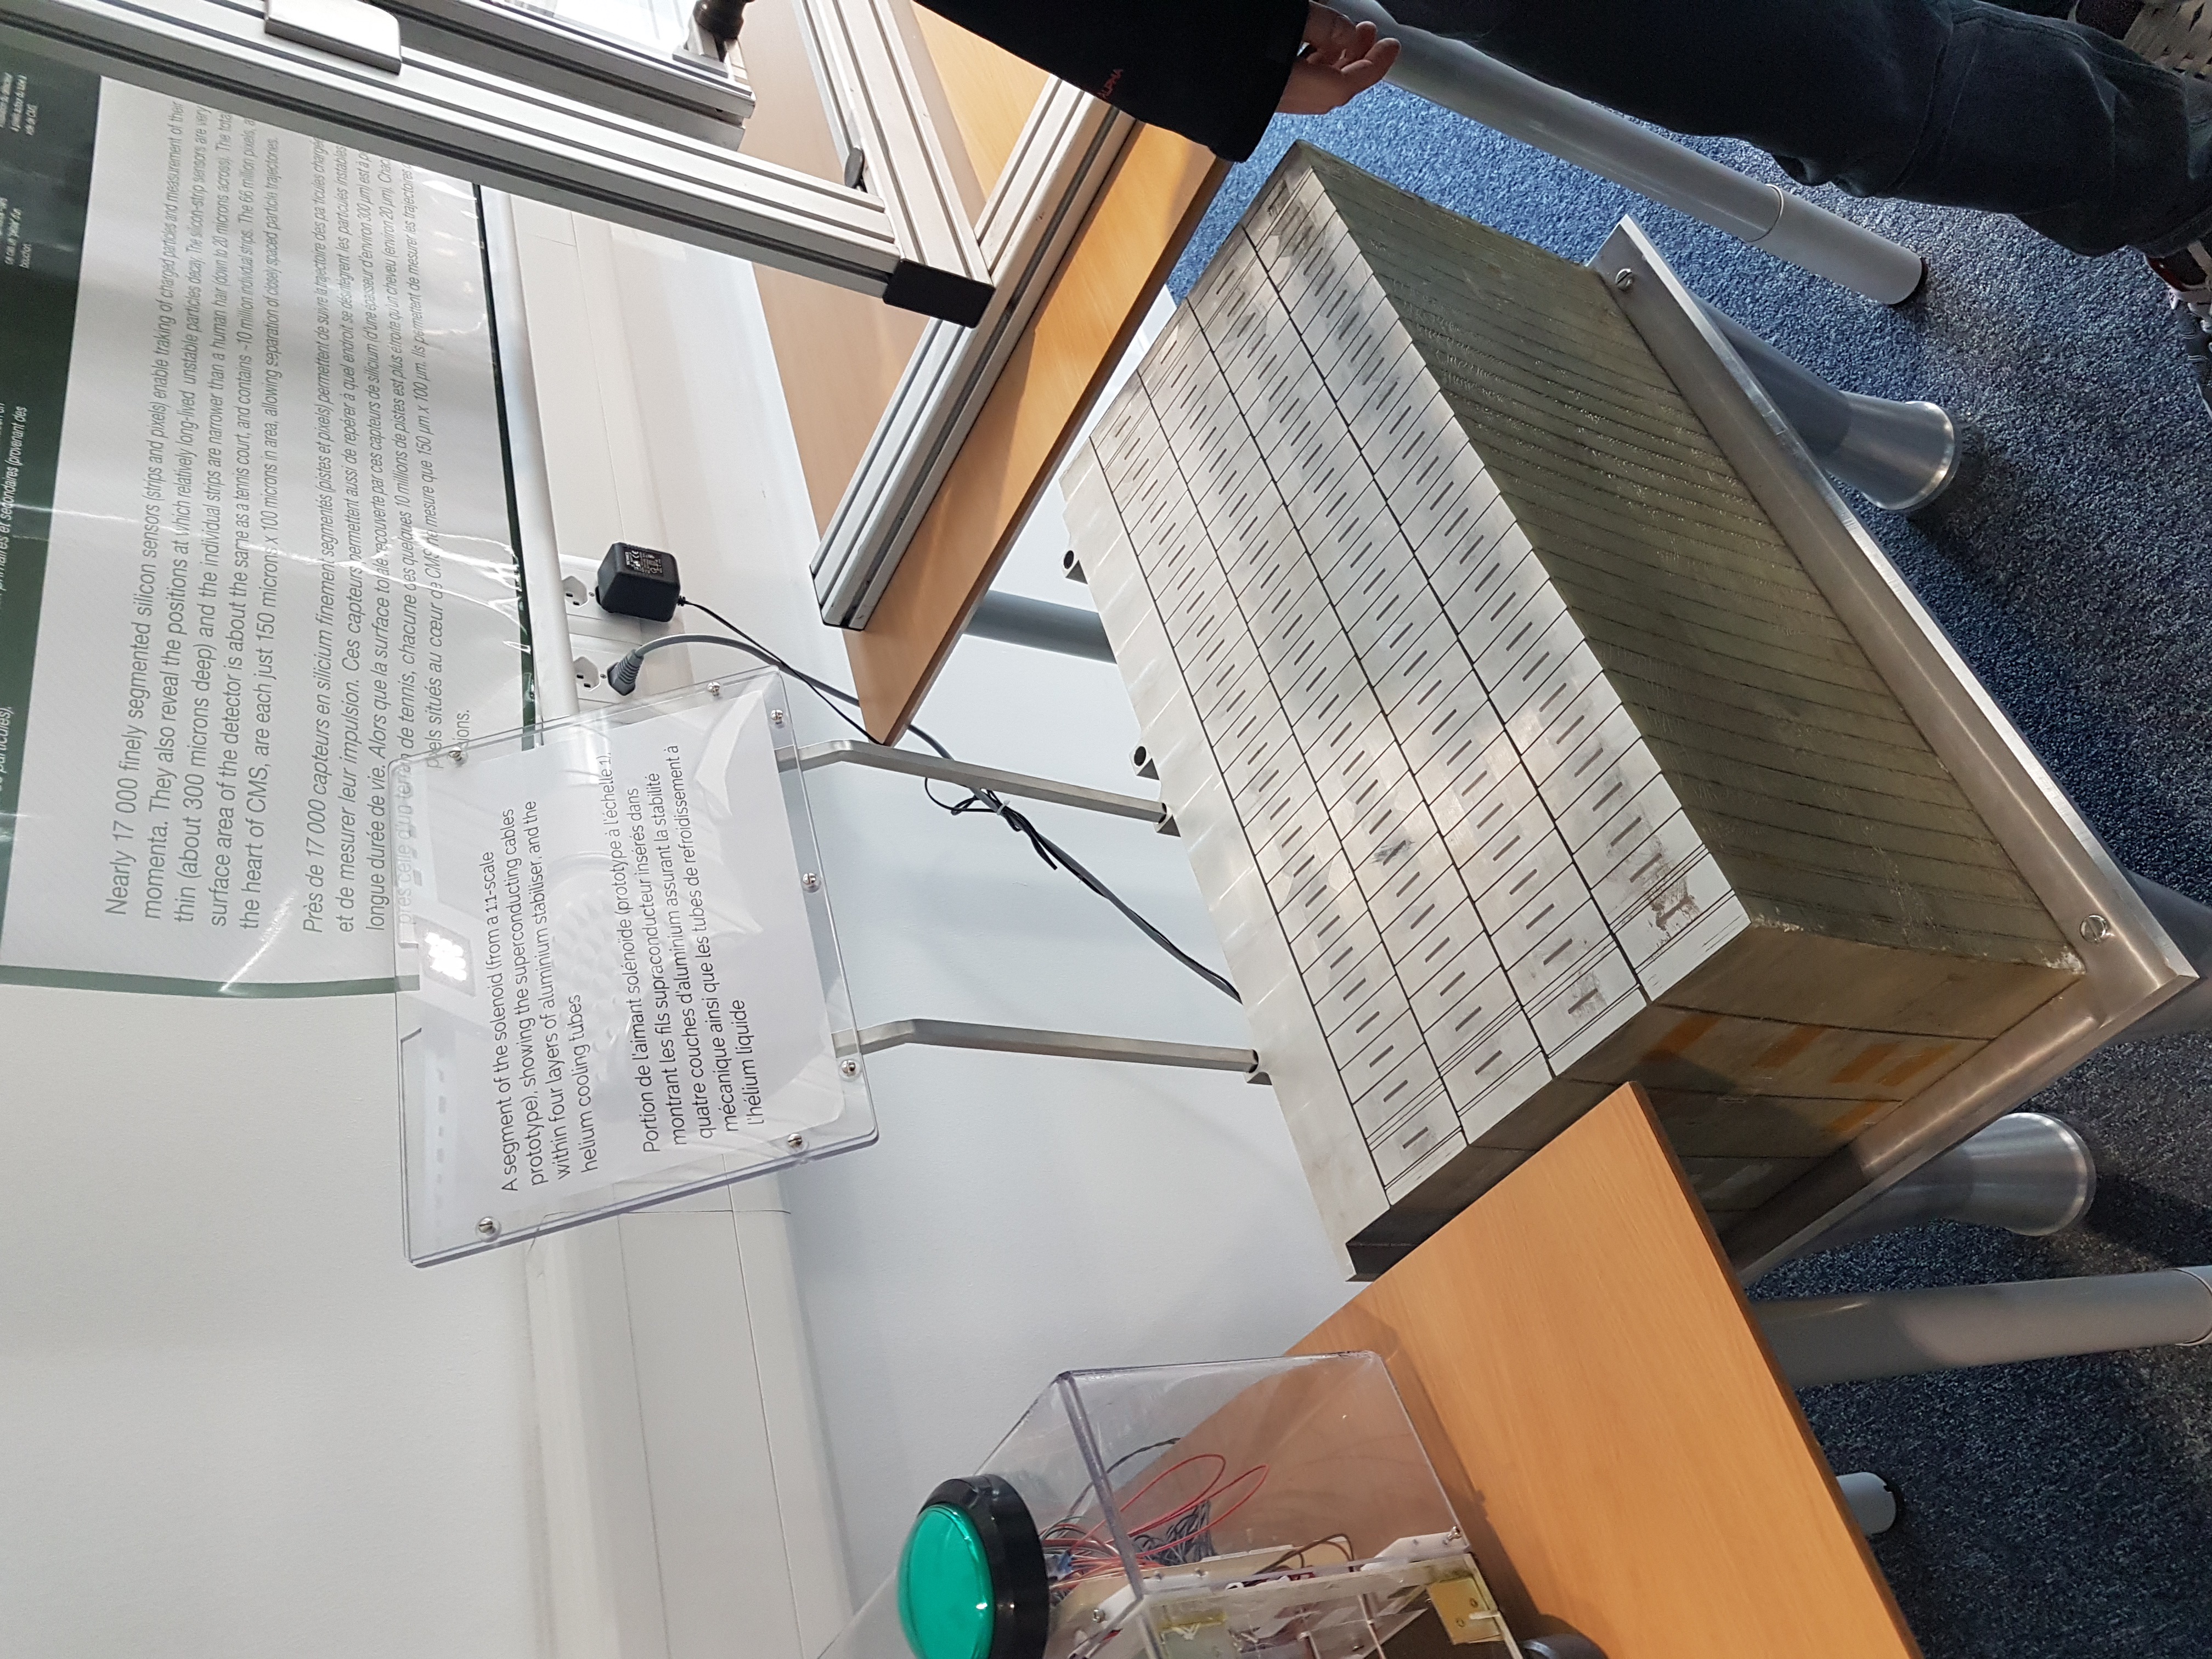 particules).
primaires et secondaires (provenant des
Nearly 17 000 finely segmented silicon sensors (strips and pixels) enable traking of charged particles and measurement of their
momenta. They also reveal the positions at which relatively long-lived unstable particles decay. The silicon-strip sensors are very
thin (about 300 microns deep) and the individual strips are narrower than a human hair (down to 20 microns across). The total
surface area of the detector is about the same as a tennis court, and contains ~10 million individual strips. The 66 million pixels, at
the heart of CMS, are each just 150 microns x 100 microns in area, allowing separation of closely spaced particle trajectories.
Près de 17 000 capteurs en silicium finement segmentés (pistes et pixels) permettent de suivre la trajectoire des particules
et de mesurer leur impulsion. Ces capteurs permettent aussi de repérer à quel endroit se désintègrent les particules instables
longue durée de vie. Alors que la surface totale recouverte par ces capteurs de silicium (d'une épaisseur d'environ 300 µm) est à
près celle d'un terrain de tennis, chacune des quelques 10 millions de pistes est plus étroite qu'un cheveu (environ 20 µm).
situés au cœur de CMS ne mesure que 150 µm x 100 µm. Ils permettent de mesurer les trajectoires
A segment of the solenoid (from a 1:1-scale
prototype), showing the superconducting cables
within four layers of aluminium stabiliser, and the
helium cooling tubes
Portion de l'aimant solénoïde (prototype à l'échelle 1),
montrant les fils supraconducteur insérés dans
quatre couches d'aluminium assurant la stabilité
mécanique ainsi que les tubes de refroidissement à
l'hélium liquide